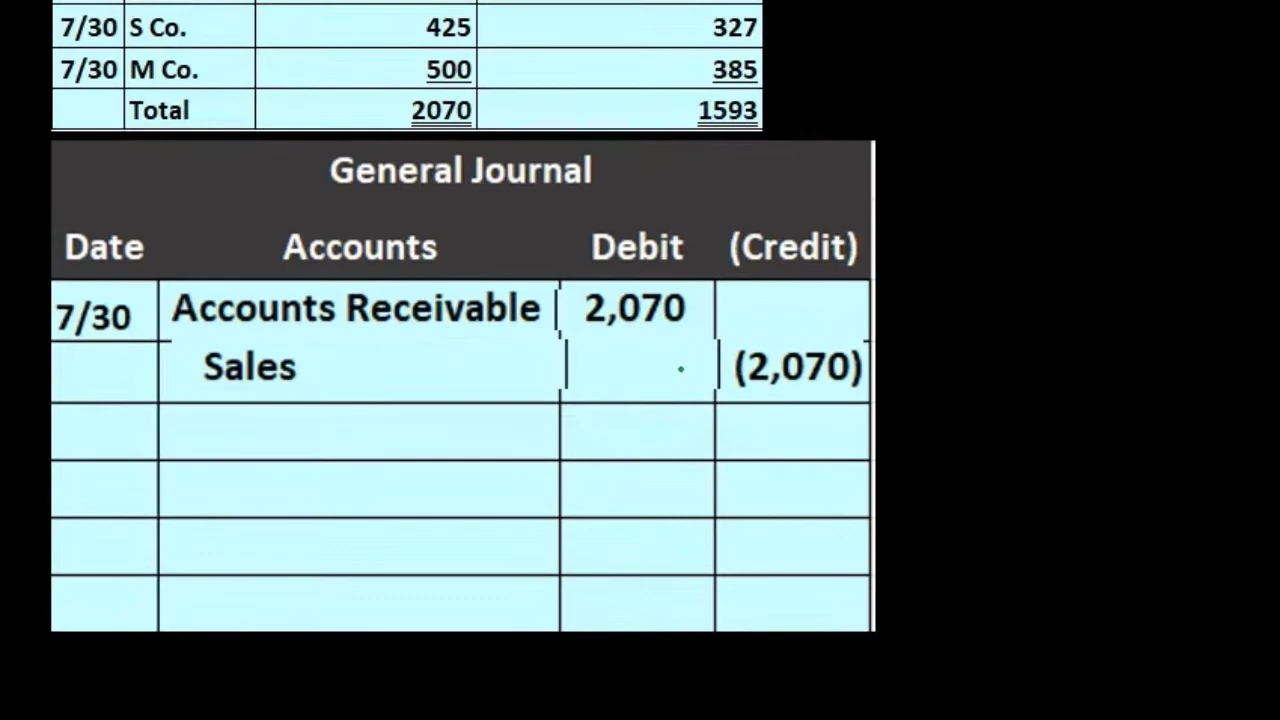 7/30 S Co. 425 327
7/30 M Co. 500 385
Total 2070 1593
General Journal
Date Accounts Debit (Credit)
7/30 Accounts Receivable 2,070
Sales (2,070)